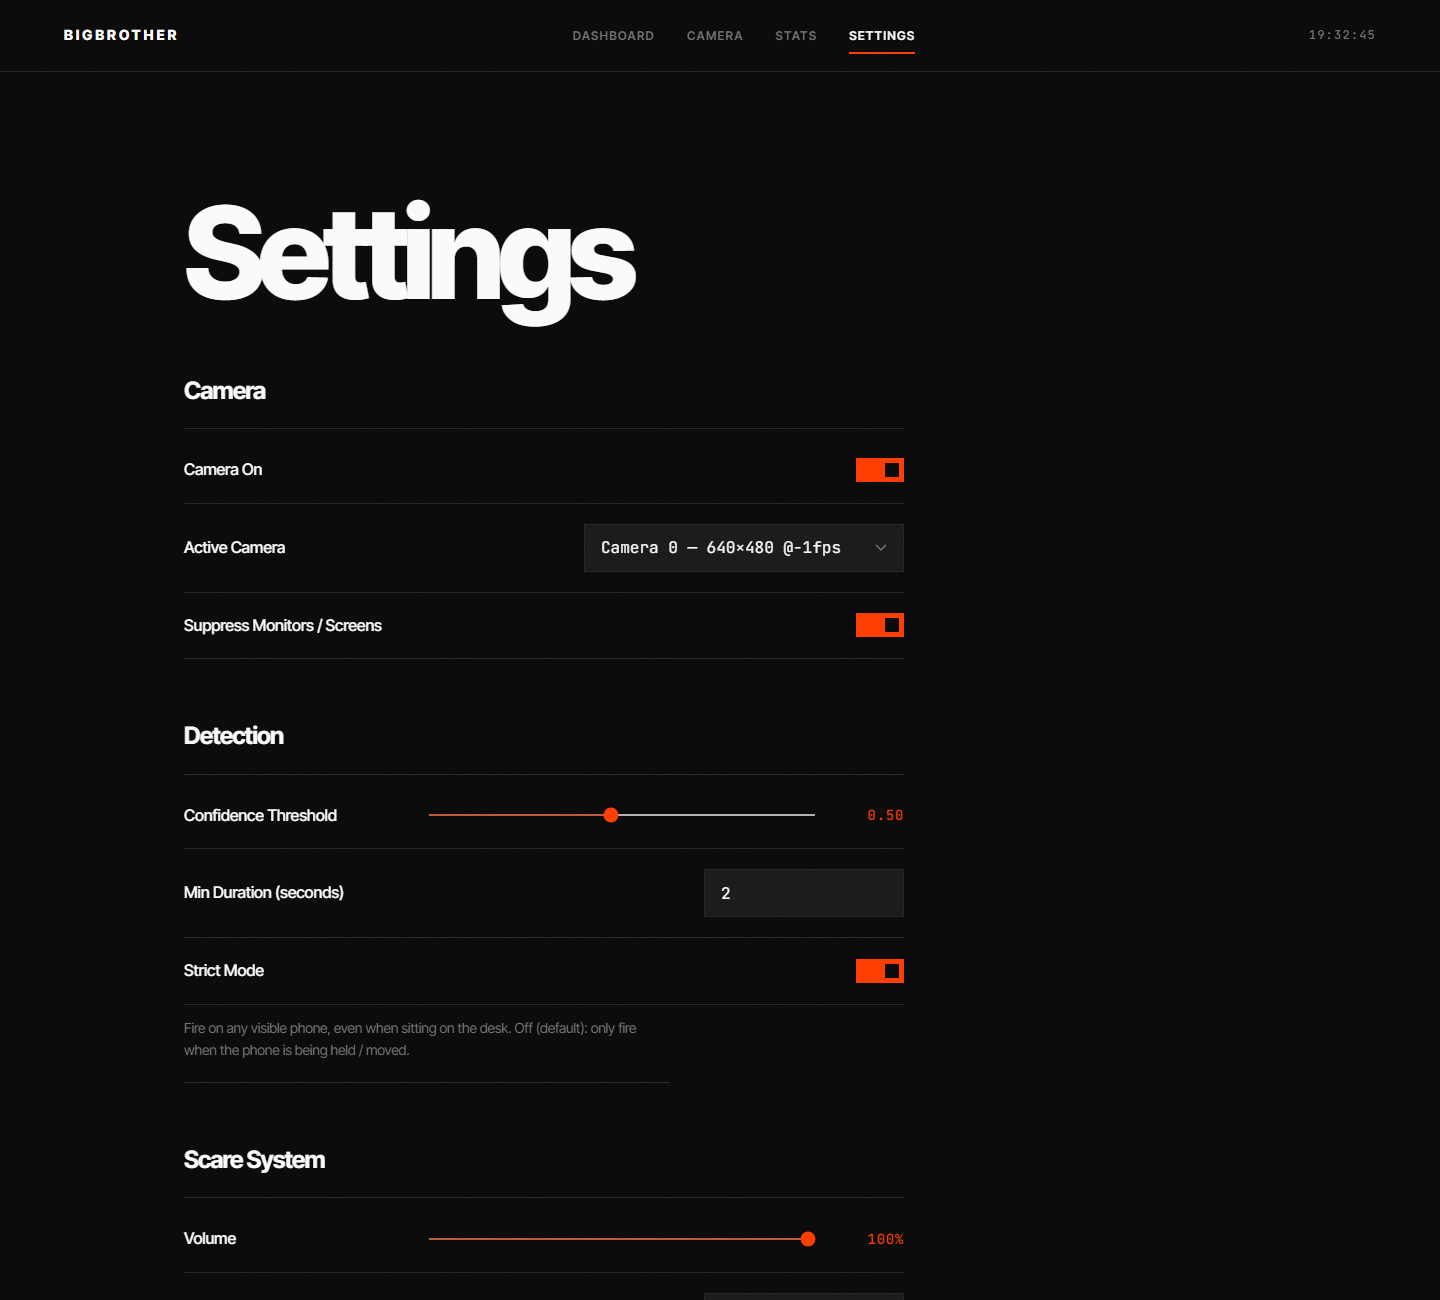 BIGBROTHER
DASHBOARD CAMERA STATS SETTINGS
19:32:45
Settings
Camera
Camera On
Active Camera
Camera 0 — 640×480 @-1fps
Suppress Monitors / Screens
Detection
Confidence Threshold
0.50
Min Duration (seconds)
2
Strict Mode
Fire on any visible phone, even when sitting on the desk. Off (default): only fire
when the phone is being held / moved.
Scare System
Volume
100%